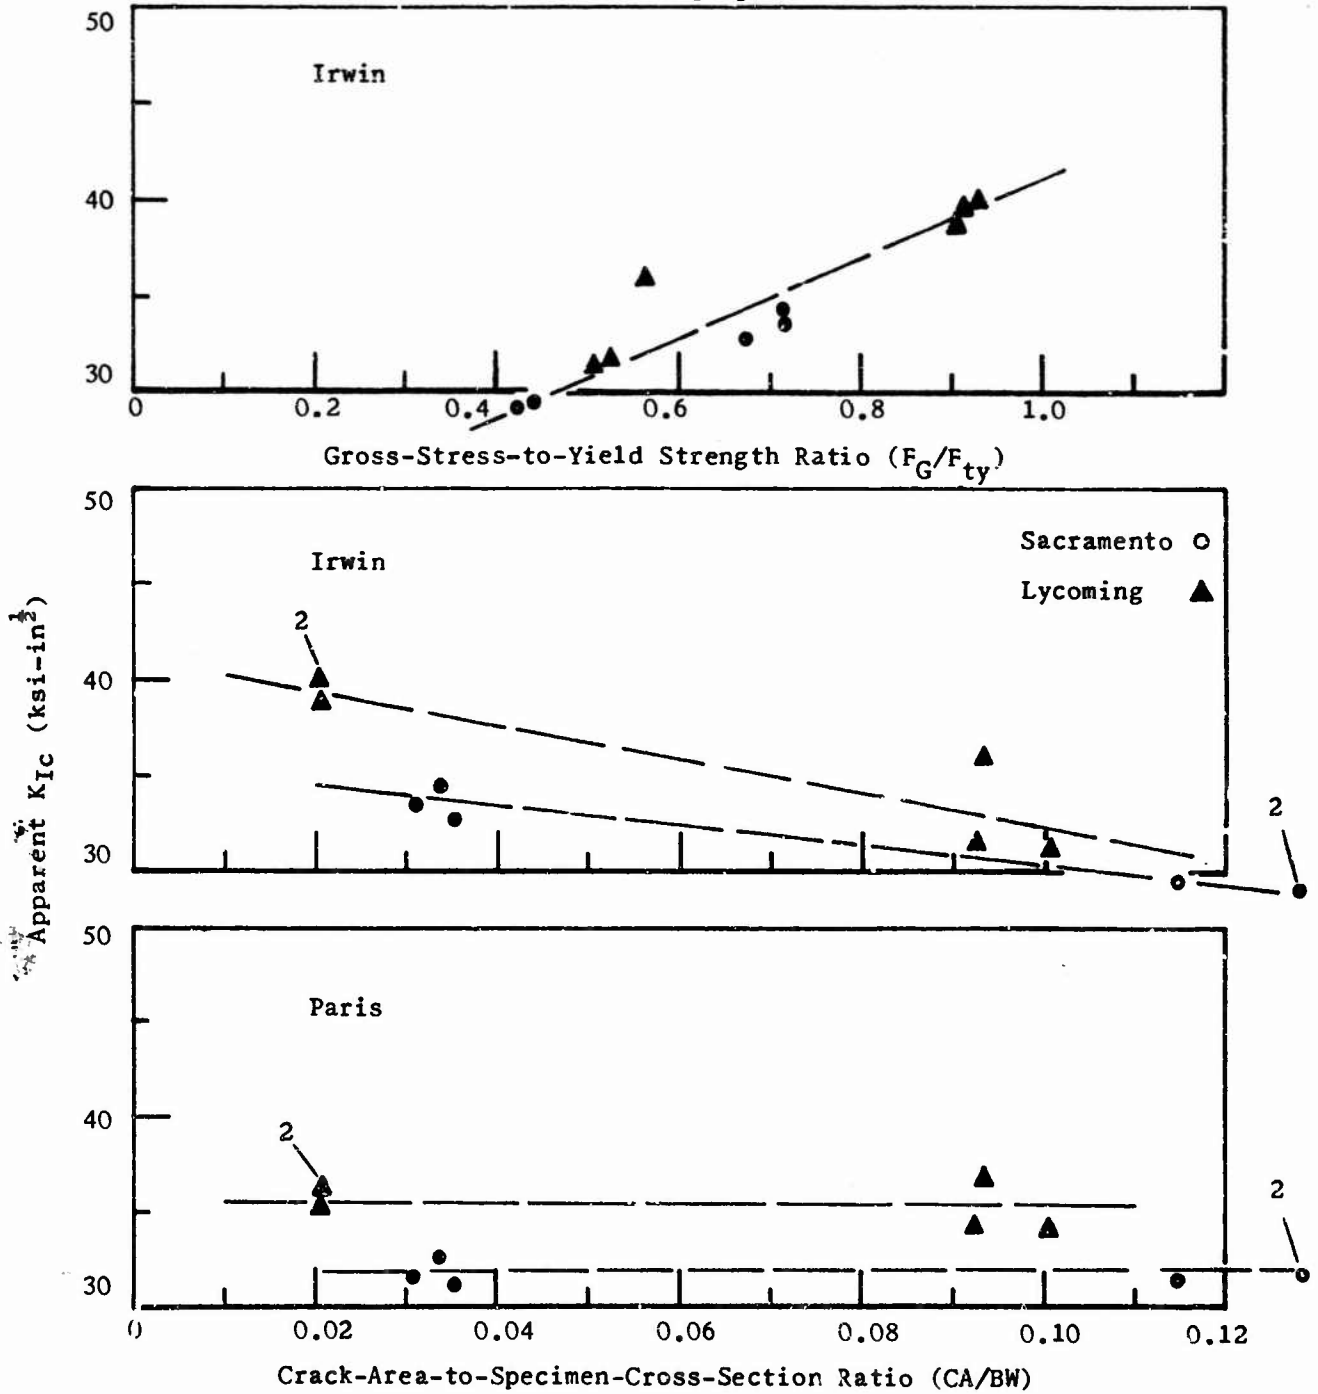 50
Irwin
40
30
0 0.2 0.4 0.6 0.8 1.0
Gross-Stress-to-Yield Strength Ratio (FG/Fty)
50
Sacramento
Irwin
Lycoming
2
40
2
30
Apparent KIc (ksi-in½)
50
Paris
40
2
2
30
0 0.02 0.04 0.06 0.08 0.10 0.12
Crack-Area-to-Specimen-Cross-Section Ratio (CA/BW)